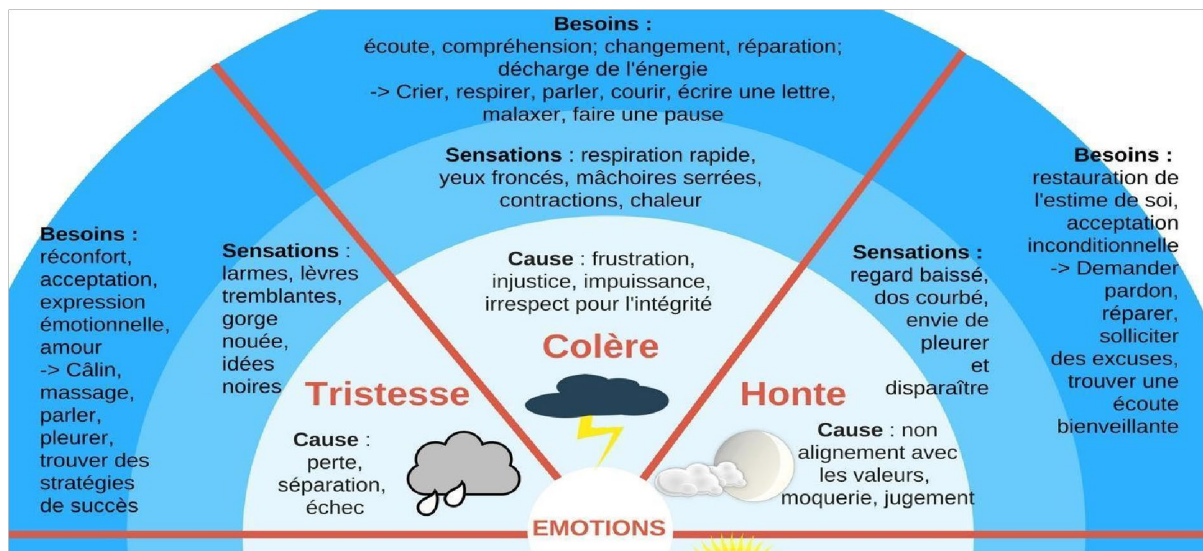 Besoins :
écoute, compréhension; changement, réparation;
décharge de l'énergie
-> Crier, respirer, parler, courir, écrire une lettre,
malaxer, faire une pause
Sensations : respiration rapide,
yeux froncés, mâchoires serrées,
contractions, chaleur
Cause : frustration,
injustice, impuissance,
irrespect pour l'intégrité
Colère
Besoins :
réconfort,
acceptation,
expression
émotionnelle,
amour
-> Câlin,
massage,
parler,
pleurer,
trouver des
stratégies
de succès
Sensations :
larmes, lèvres
tremblantes,
gorge
nouée,
idées
noires
Tristesse
Cause :
perte,
séparation,
échec
Besoins :
restauration de
l'estime de soi,
acceptation
inconditionnelle
-> Demander
pardon,
réparer,
solliciter
des excuses,
trouver une
écoute
bienveillante
Sensations :
regard baissé,
dos courbé,
envie de
pleurer
et
disparaître
Honte
Cause : non
alignement avec
les valeurs,
moquerie, jugement
EMOTIONS